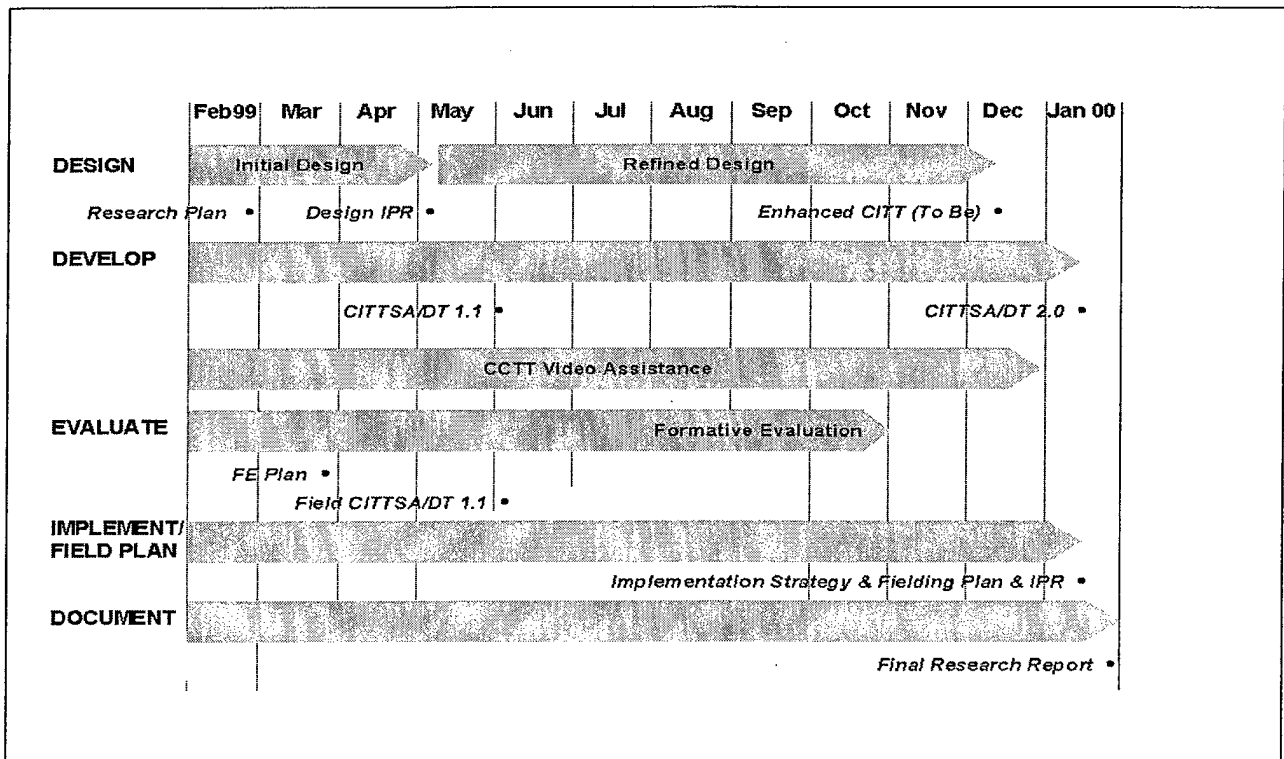 Feb99 Mar Apr May Jun Jul Aug Sep Oct Nov Dec Jan 00
DESIGN Initial Design Refined Design
Research Plan • Design IPR • Enhanced CITT (To Be) •
DEVELOP
CITTSA/DT 1.1 • CITTSA/DT 2.0 •
CCTT Video Assistance
EVALUATE Formative Evaluation
FE Plan •
Field CITTSA/DT 1.1 •
IMPLEMENT/
FIELD PLAN
Implementation Strategy & Fielding Plan & IPR •
DOCUMENT
Final Research Report •